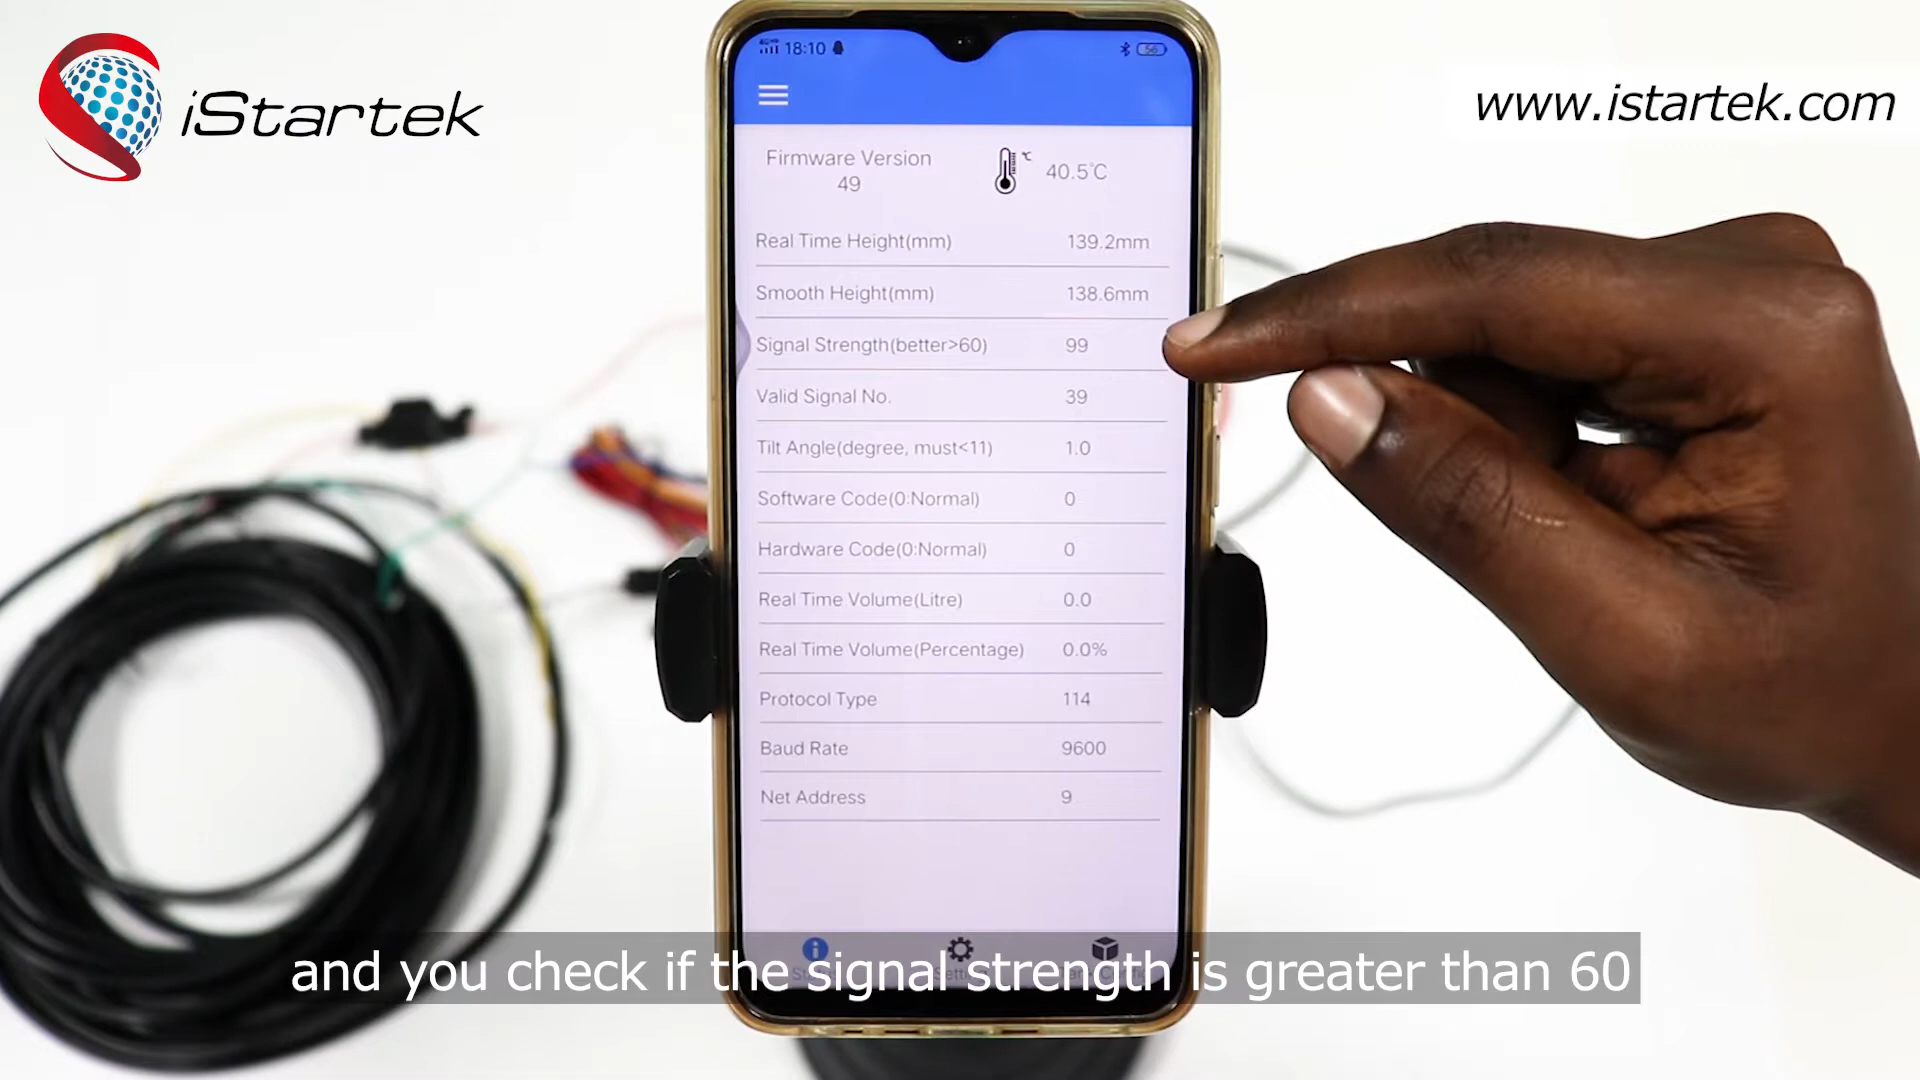 iStartek
www.istartek.com
18:10
56
Firmware Version
49
°C
40.5°C
Real Time Height(mm) 139.2mm
Smooth Height(mm) 138.6mm
Signal Strength(better>60) 99
Valid Signal No. 39
Tilt Angle(degree, must<11) 1.0
Software Code(0:Normal) 0
Hardware Code(0:Normal) 0
Real Time Volume(Litre) 0.0
Real Time Volume(Percentage) 0.0%
Protocol Type 114
Baud Rate 9600
Net Address 9
and you check if the signal strength is greater than 60